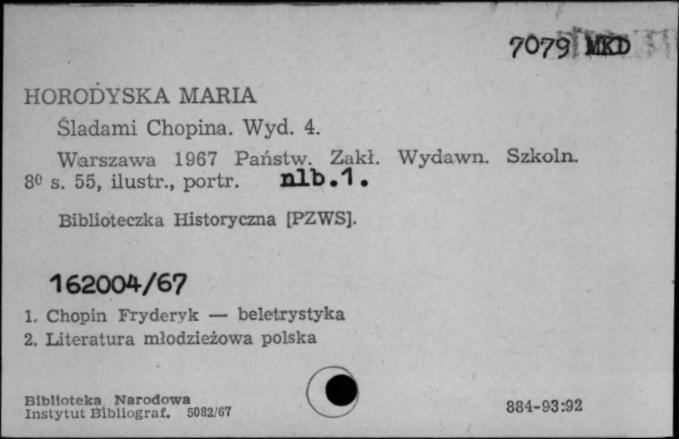 7079 MKD
HORODYSKA MARIA
Śladami Chopina. Wyd. 4.
Warszawa 1967 Państw. Zakł. Wydawn. Szkoln.
8⁰ s. 55, ilustr., portr. nlb.1.
Biblioteczka Historyczna [PZWS].
162004/67
1. Chopin Fryderyk — beletrystyka
2. Literatura młodzieżowa polska
Biblioteka Narodowa
Instytut Bibliograf. 5082/67
884-93:92